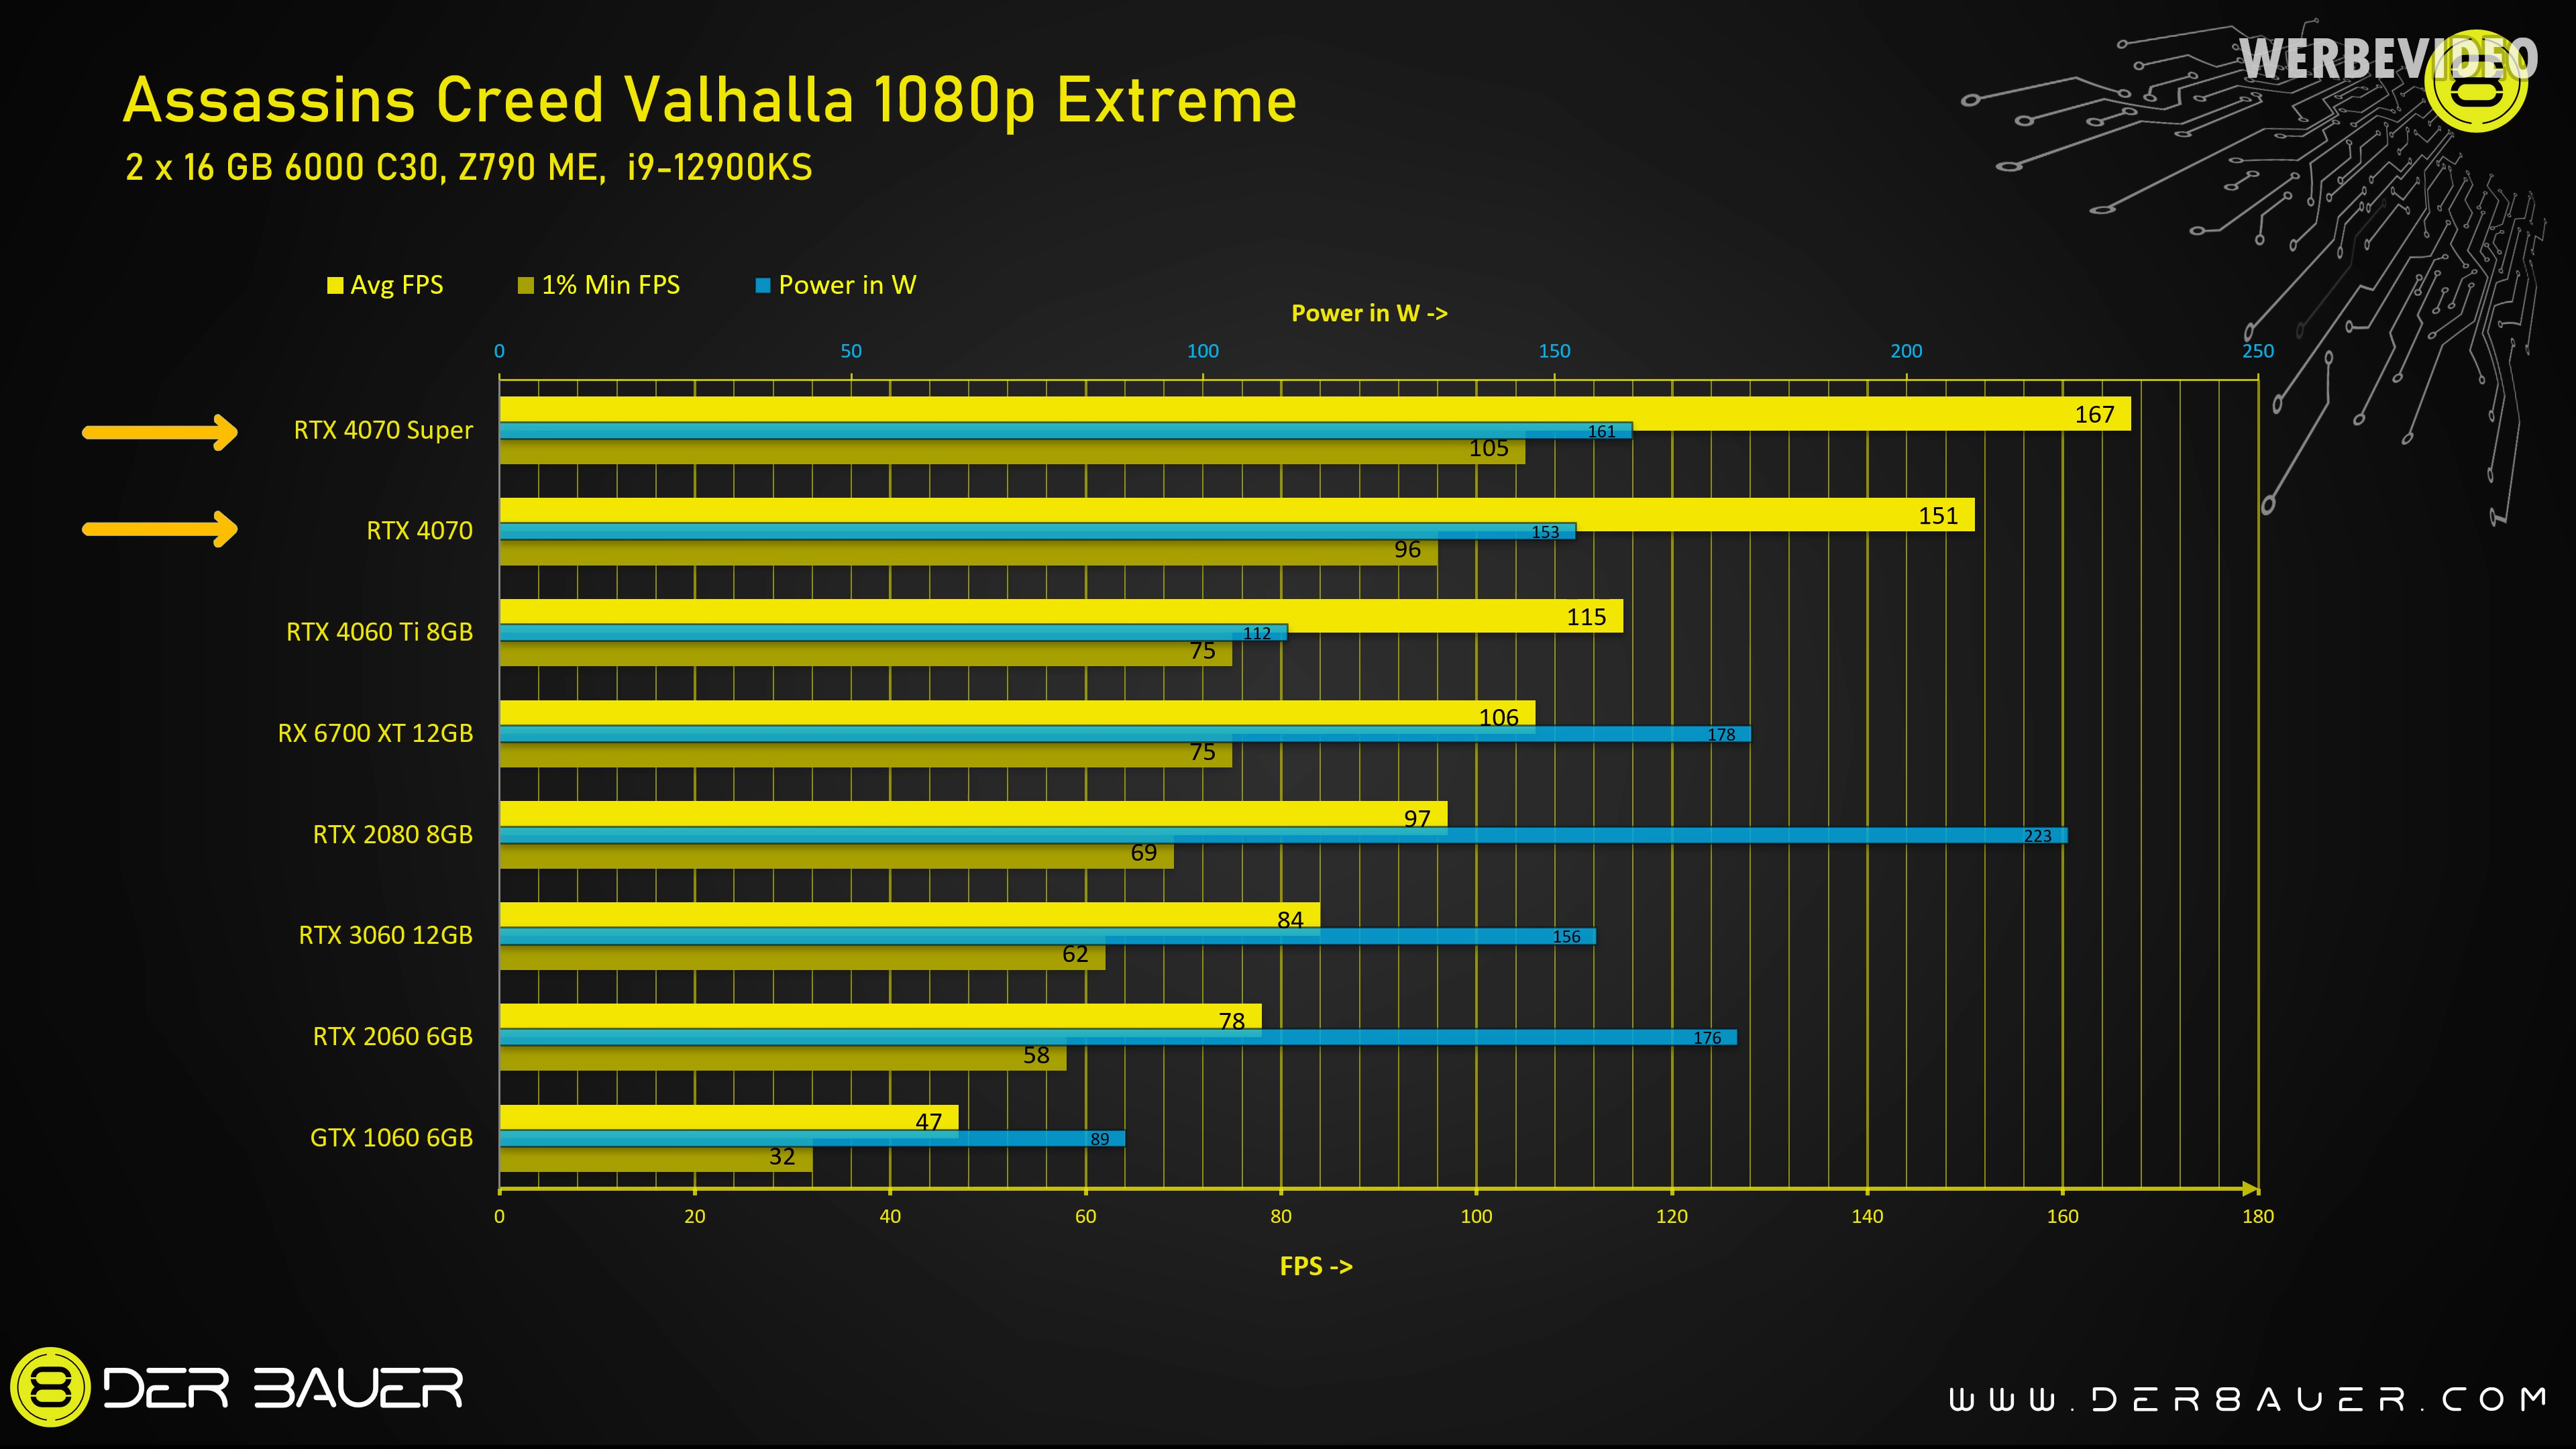 WERBEVIDEO
Assassins Creed Valhalla 1080p Extreme
2 x 16 GB 6000 C30, Z790 ME, i9-12900KS
Avg FPS 1% Min FPS Power in W
Power in W ->
0 50 100 150 200 250
RTX 4070 Super 167
161
105
RTX 4070 151
153
96
RTX 4060 Ti 8GB 115
112
75
RX 6700 XT 12GB 106
178
75
RTX 2080 8GB 97
223
69
RTX 3060 12GB 84
156
62
RTX 2060 6GB 78
176
58
GTX 1060 6GB 47
89
32
0 20 40 60 80 100 120 140 160 180
FPS ->
DER 8AUER
WWW.DER8AUER.COM